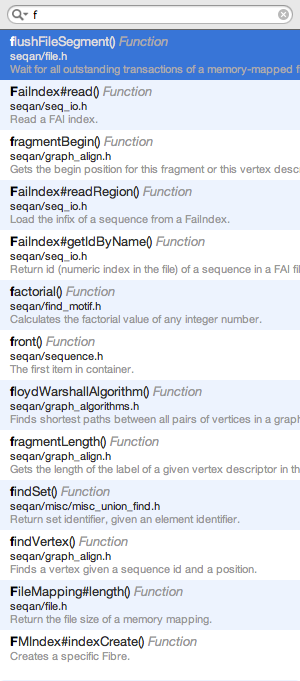 f
flushFileSegment() Function
seqan/file.h
Wait for all outstanding transactions of a memory-mapped f
FaiIndex#read() Function
seqan/seq_io.h
Read a FAI index.
fragmentBegin() Function
seqan/graph_align.h
Gets the begin position for this fragment or this vertex desc
FaiIndex#readRegion() Function
seqan/seq_io.h
Load the infix of a sequence from a FaiIndex.
FaiIndex#getIdByName() Function
seqan/seq_io.h
Return id (numeric index in the file) of a sequence in a FAI fi
factorial() Function
seqan/find_motif.h
Calculates the factorial value of any integer number.
front() Function
seqan/sequence.h
The first item in container.
floydWarshallAlgorithm() Function
seqan/graph_algorithms.h
Finds shortest paths between all pairs of vertices in a graph
fragmentLength() Function
seqan/graph_align.h
Gets the length of the label of a given vertex descriptor in th
findSet() Function
seqan/misc/misc_union_find.h
Return set identifier, given an element identifier.
findVertex() Function
seqan/graph_align.h
Finds a vertex given a sequence id and a position.
FileMapping#length() Function
seqan/file.h
Return the file size of a memory mapping.
FMIndex#indexCreate() Function
Creates a specific Fibre.